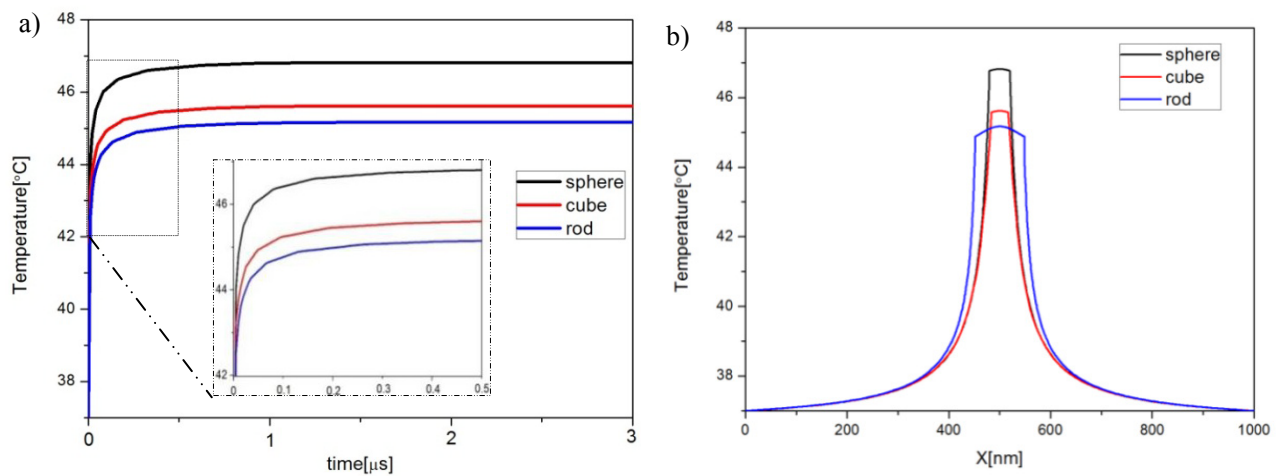 a)
48
46
44
42
40
38
Temperature[°C]
0
1
2
3
time[µs]
46
44
42
0
0.1
0.2
0.3
0.4
0.5
sphere
cube
rod
b)
48
46
44
42
40
38
Temperature[°C]
0
200
400
600
800
1000
X[nm]
sphere
cube
rod